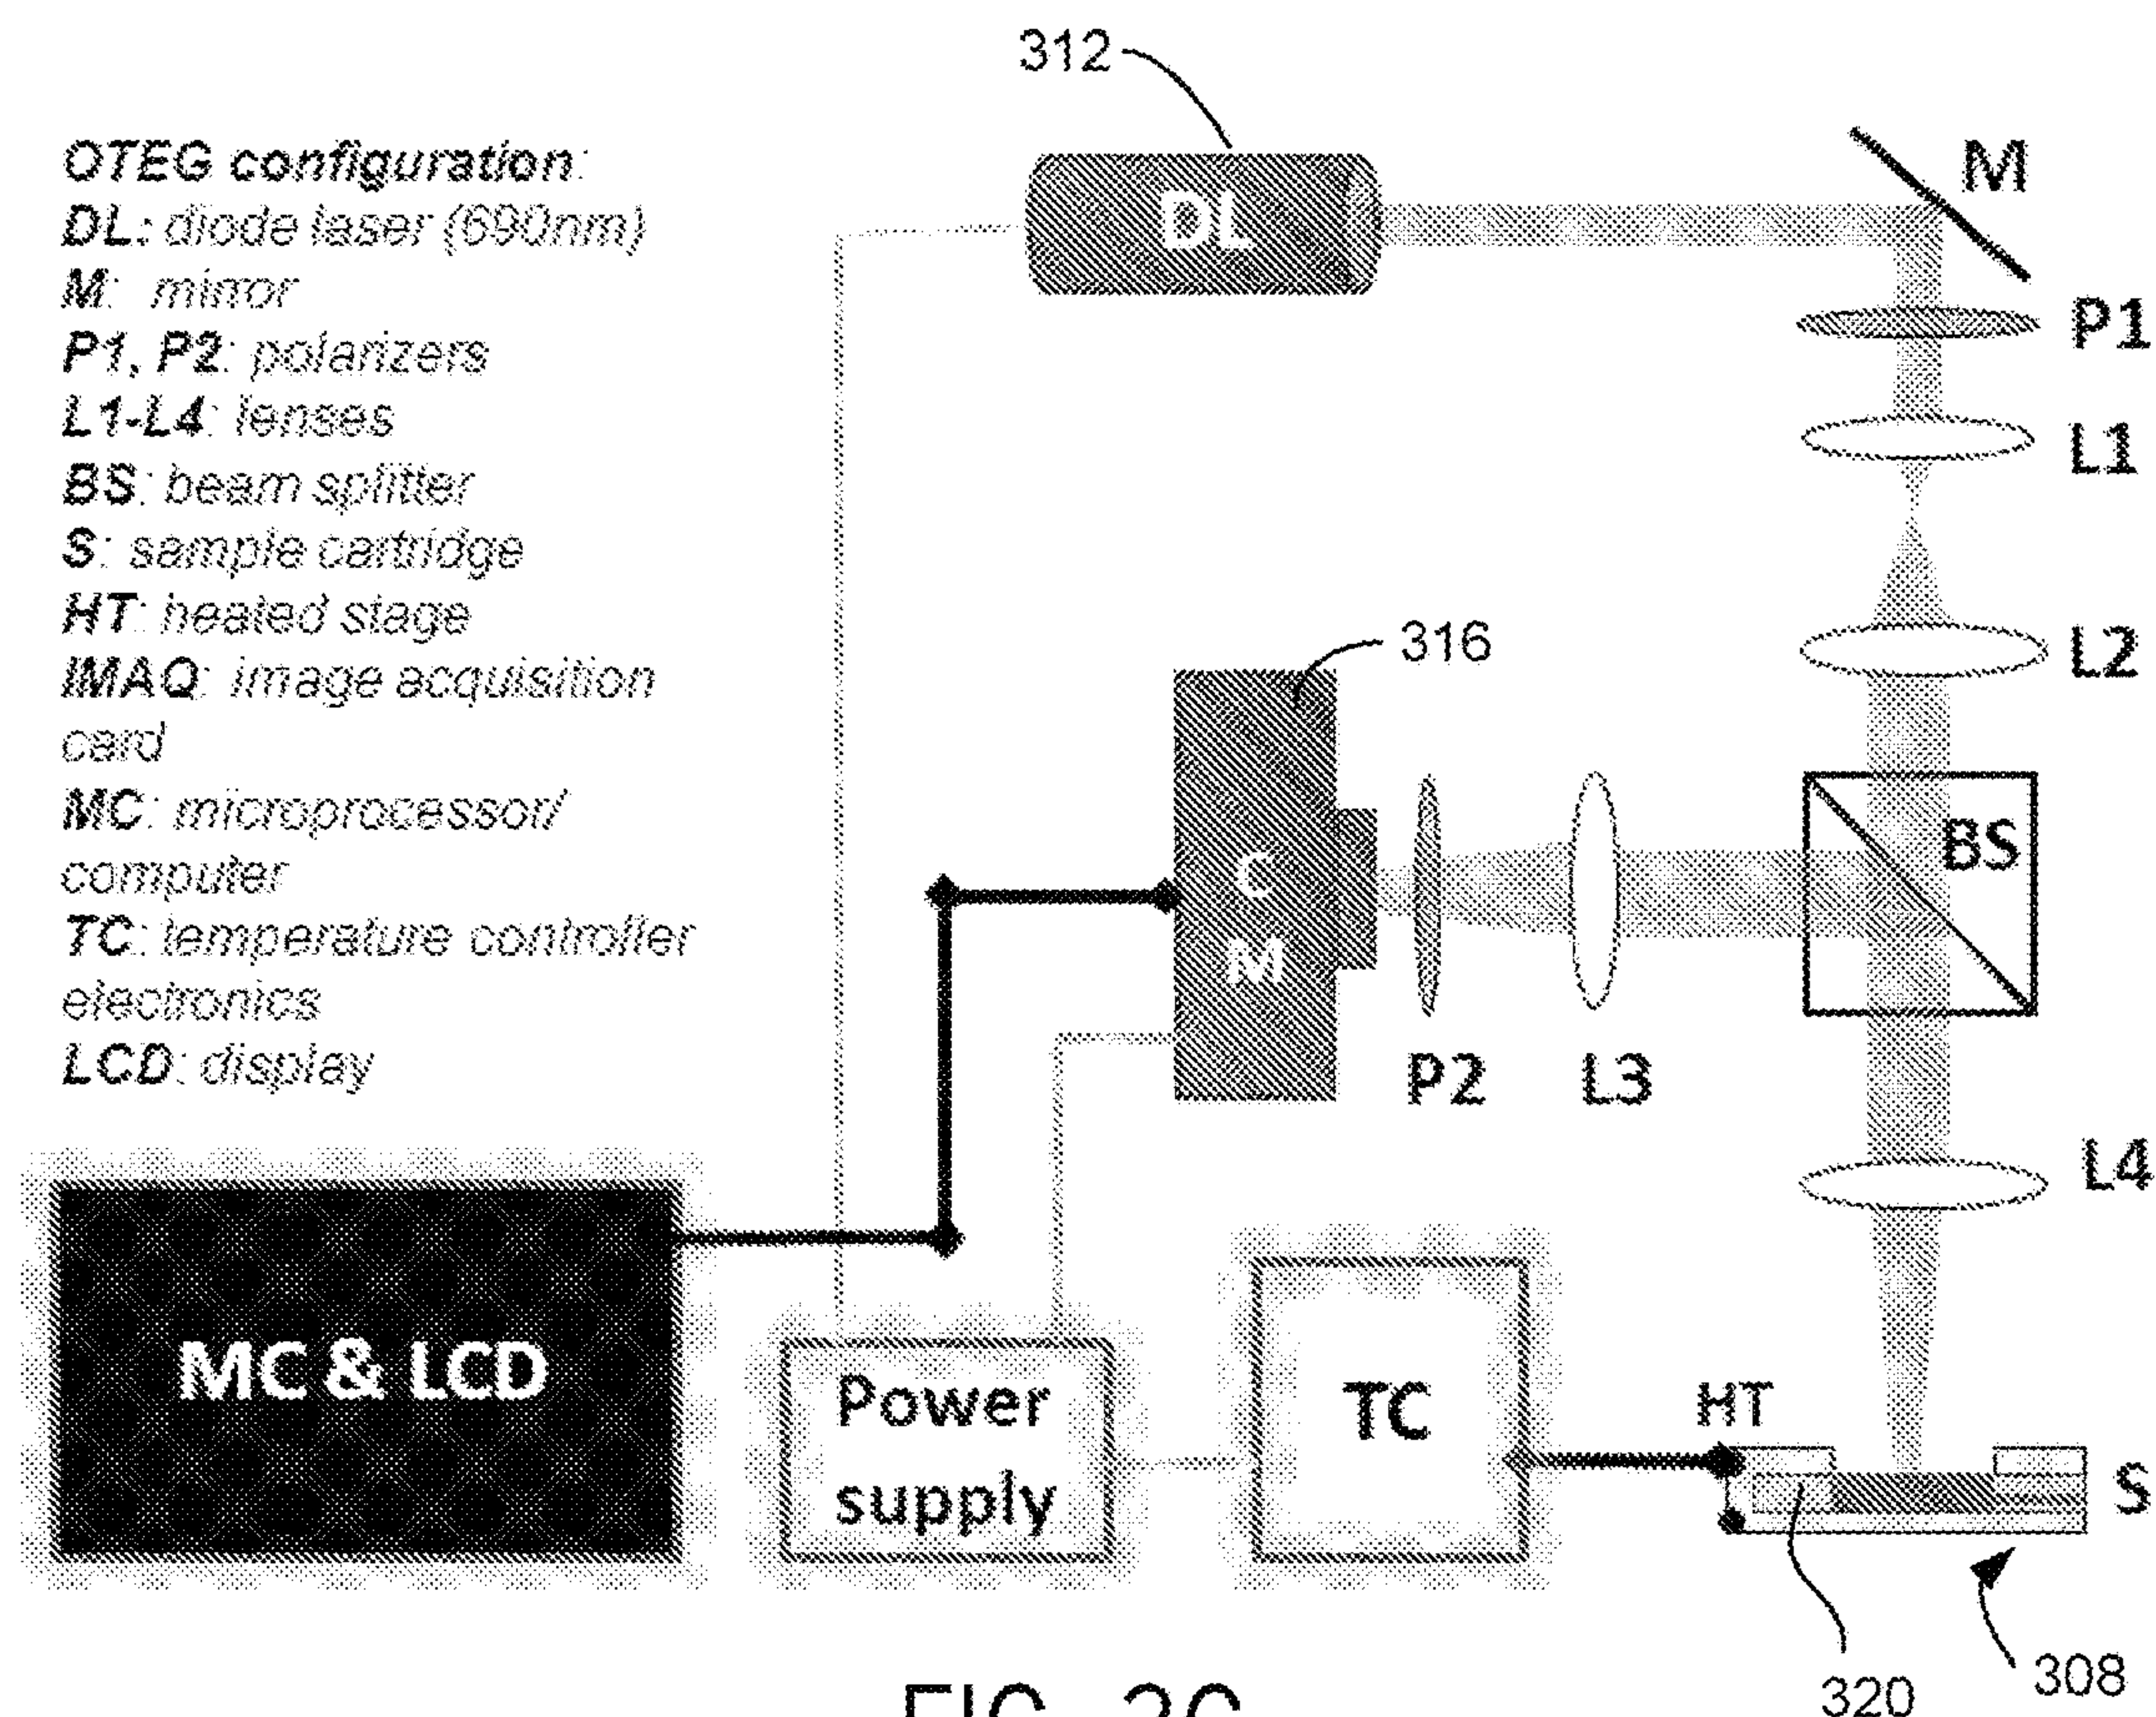 312
OTEG configuration:
DL: diode laser (690nm)
M: mirror
P1, P2: polarizers
L1-L4: lenses
BS: beam splitter
S: sample cartridge
HT: heated stage
IMAQ: image acquisition
card
MC: microprocessor/
computer
TC: temperature controller
electronics
LCD: display
DL
M
P1
L1
L2
316
C
M
BS
P2
L3
L4
MC & LCD
Power
supply
TC
HT
S
320
308